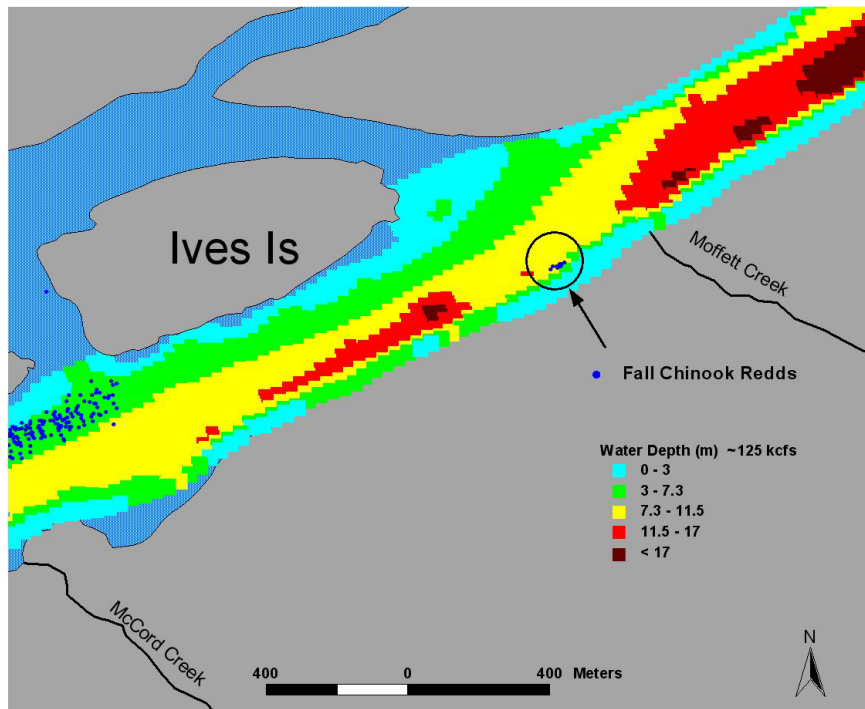 Ives Is
Moffett Creek
Fall Chinook Redds
Water Depth (m) ~125 kcfs
0 - 3
3 - 7.3
7.3 - 11.5
11.5 - 17
< 17
McCord Creek
N
400 0 400 Meters